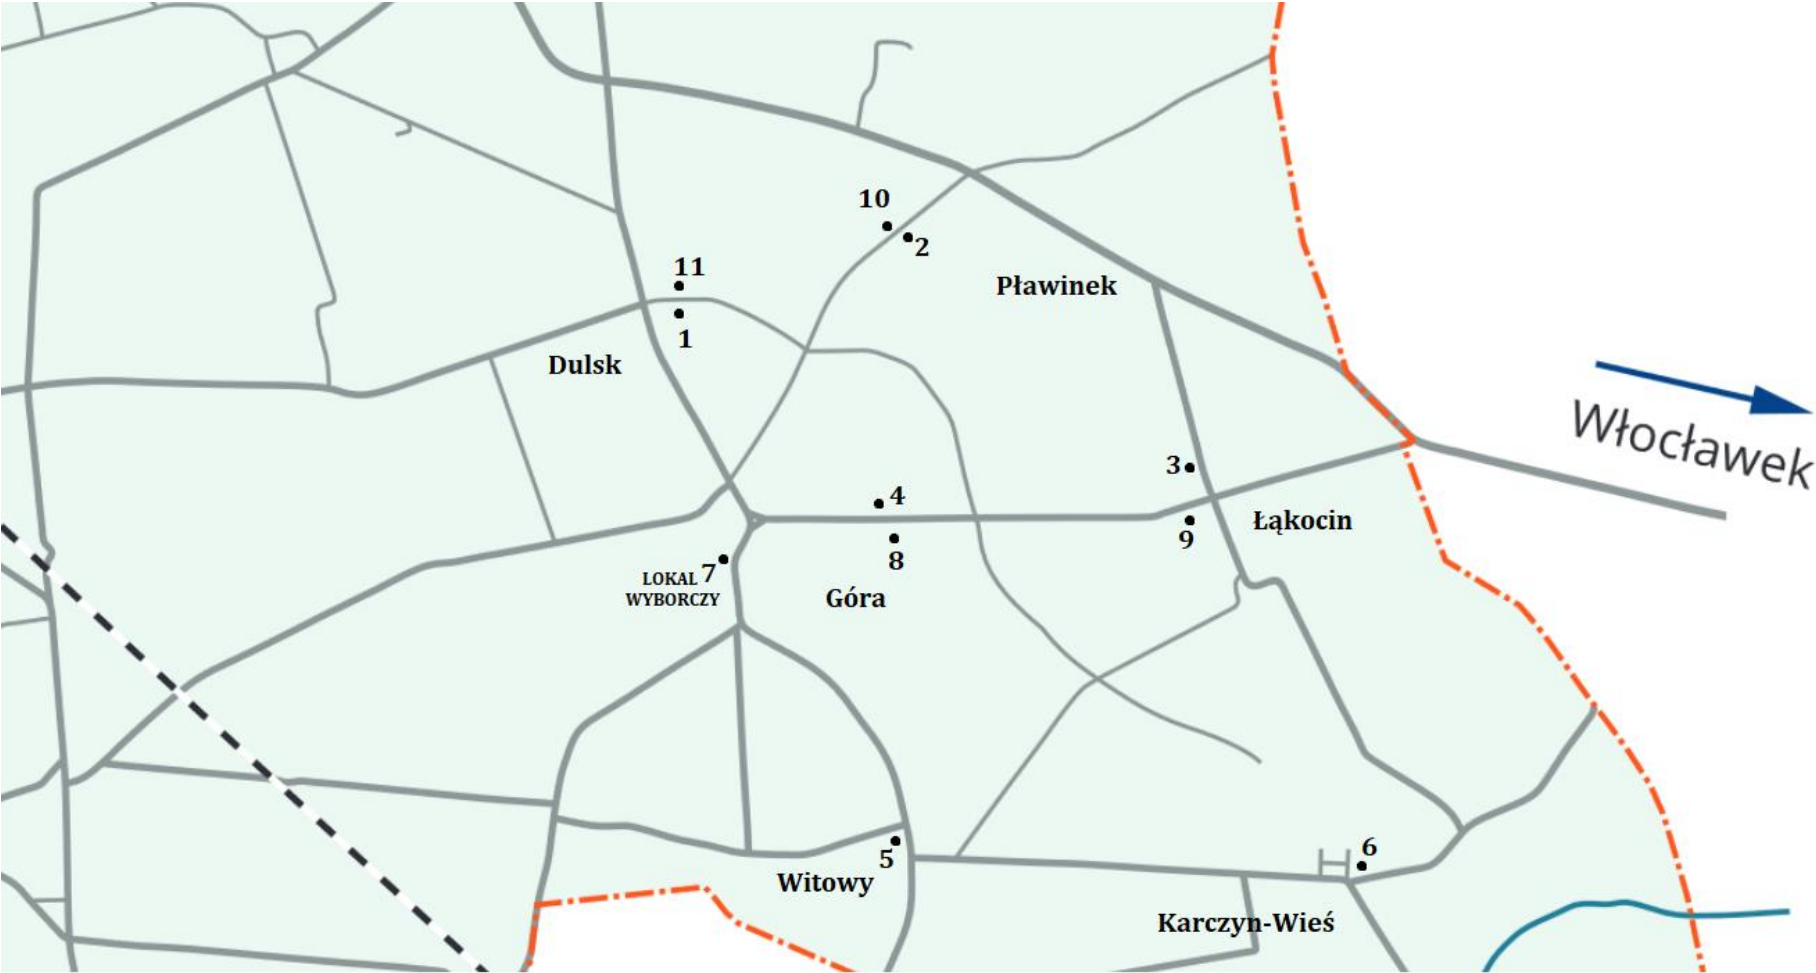 10
2
11
Pławinek
1
Dulsk
Włocławek
3
4
Łąkocin
9
8
7
LOKAL
WYBORCZY
Góra
5
6
Witowy
Karczyn-Wieś